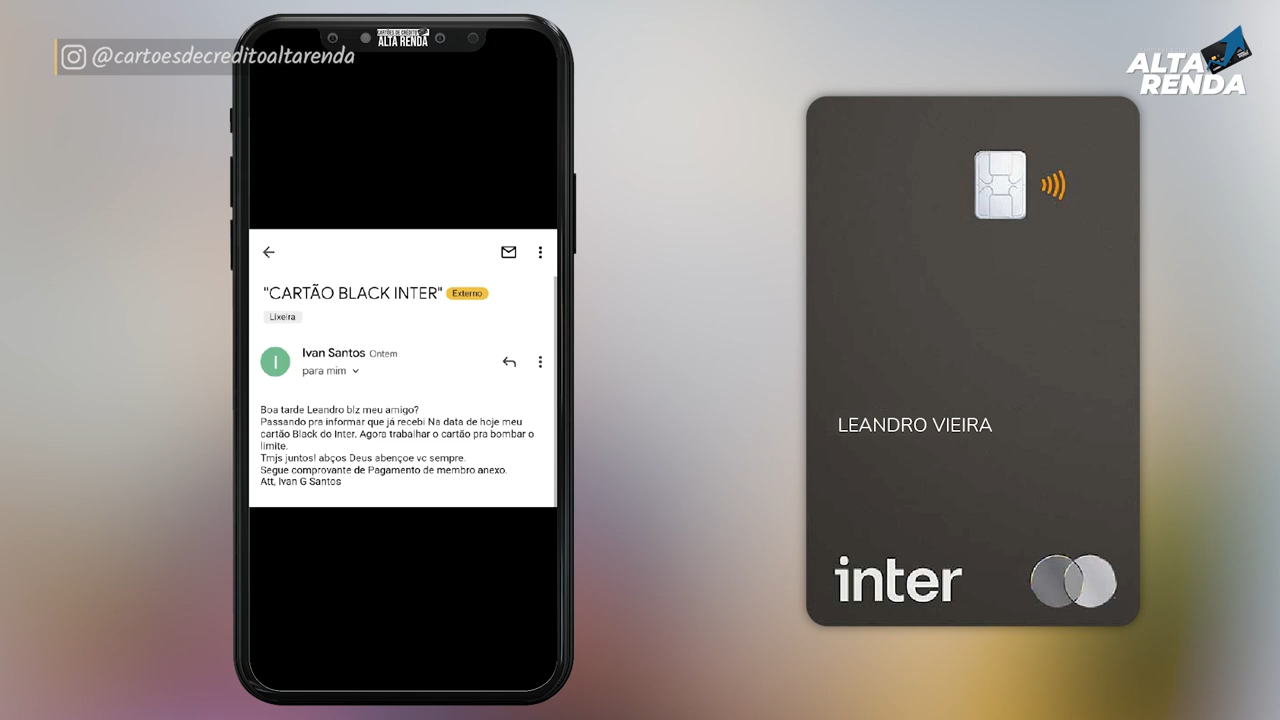 @cartoesdecreditoaltarenda
CARTÕES DE CRÉDITO
ALTA RENDA
ALTA
RENDA
"CARTÃO BLACK INTER" Externo
Lixeira
I
Ivan Santos Ontem
para mim
Boa tarde Leandro blz meu amigo?
Passando pra informar que já recebi Na data de hoje meu
cartão Black do Inter. Agora trabalhar o cartão pra bombar o
limite.
Tmjs juntos! abços Deus abençoe vc sempre.
Segue comprovante de Pagamento de membro anexo.
Att, Ivan G Santos
LEANDRO VIEIRA
inter